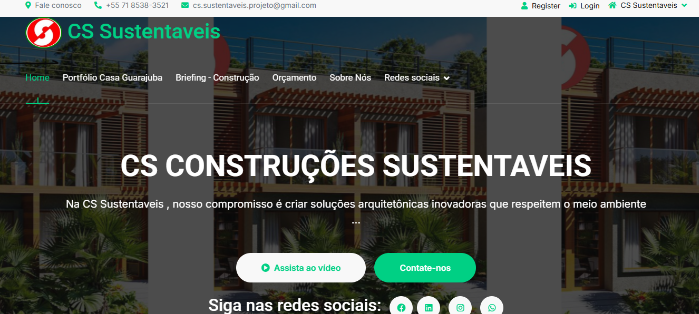 Fale conosco +55 71 8538-3521 cs.sustentaveis.projeto@gmail.com Register Login CS Sustentaveis
CS Sustentaveis
Home Portfólio Casa Guarajuba Briefing - Construção Orçamento Sobre Nós Redes sociais
CS CONSTRUÇÕES SUSTENTAVEIS
Na CS Sustentaveis , nosso compromisso é criar soluções arquitetônicas inovadoras que respeitem o meio ambiente
...
Assista ao vídeo Contate-nos
Siga nas redes sociais: